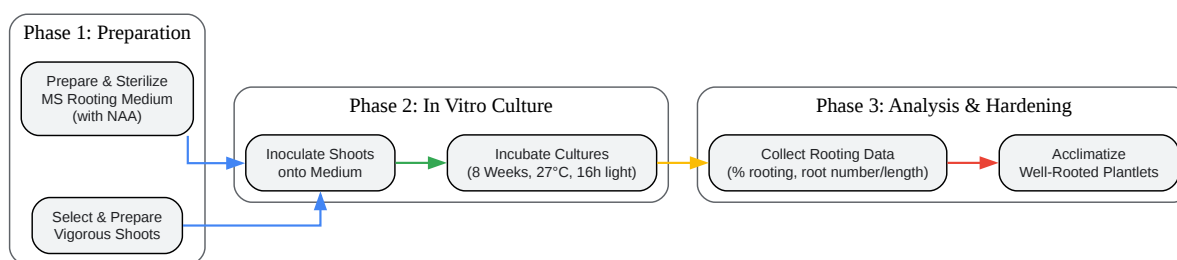 Phase 1: Preparation
Prepare & Sterilize
MS Rooting Medium
(with NAA)
Select & Prepare
Vigorous Shoots
Phase 2: In Vitro Culture
Inoculate Shoots
onto Medium
Incubate Cultures
(8 Weeks, 27°C, 16h light)
Phase 3: Analysis & Hardening
Collect Rooting Data
(% rooting, root number/length)
Acclimatize
Well-Rooted Plantlets